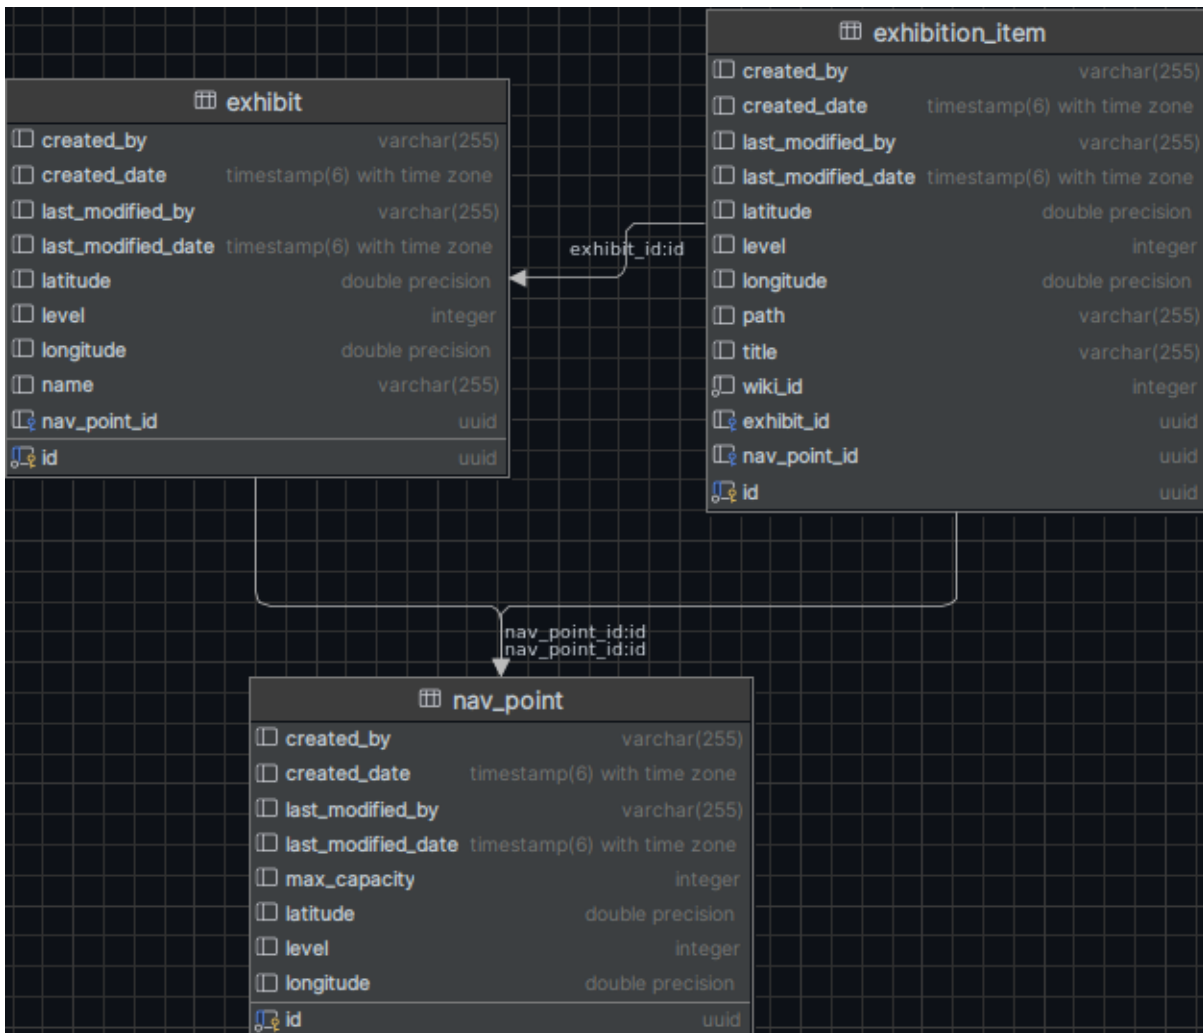 exhibit
created_by varchar(255)
created_date timestamp(6) with time zone
last_modified_by varchar(255)
last_modified_date timestamp(6) with time zone
latitude double precision
level integer
longitude double precision
name varchar(255)
nav_point_id uuid
id uuid
exhibit_id:id
exhibition_item
created_by varchar(255)
created_date timestamp(6) with time zone
last_modified_by varchar(255)
last_modified_date timestamp(6) with time zone
latitude double precision
level integer
longitude double precision
path varchar(255)
title varchar(255)
wiki_id integer
exhibit_id uuid
nav_point_id uuid
id uuid
nav_point_id:id
nav_point_id:id
nav_point
created_by varchar(255)
created_date timestamp(6) with time zone
last_modified_by varchar(255)
last_modified_date timestamp(6) with time zone
max_capacity integer
latitude double precision
level integer
longitude double precision
id uuid